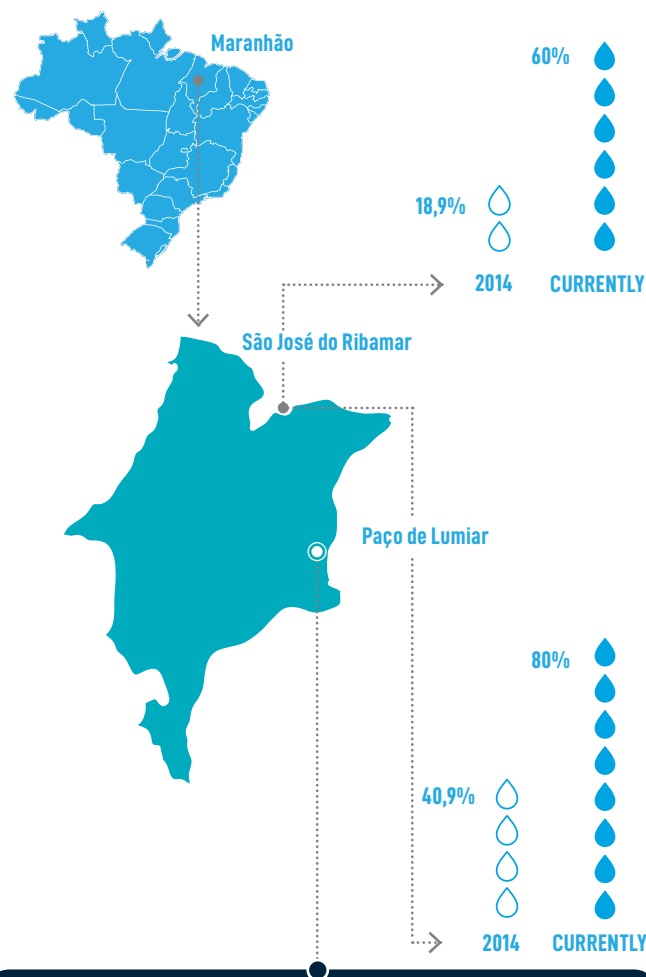 Maranhão
60%
18,9%
2014 CURRENTLY
São José do Ribamar
Paço de Lumiar
80%
40,9%
2014 CURRENTLY